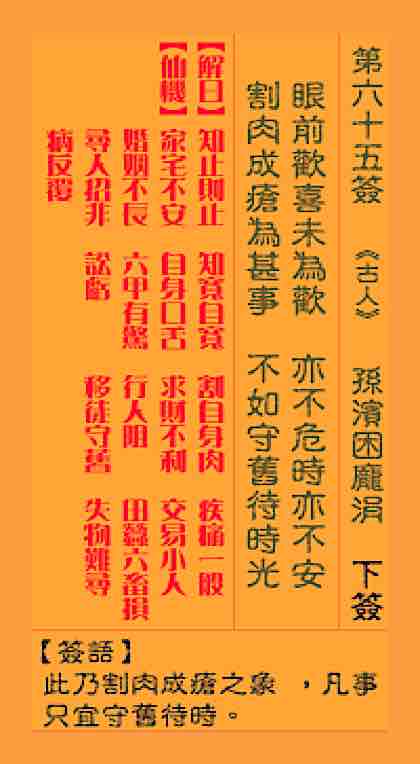 第六十五簽 《古人》 孫濱困龐涓 下簽
眼前歡喜未為歡 亦不危時亦不安
割肉成瘡為甚事 不如守舊待時光
【解曰】知止則止 知寬自寬 割自身肉 疾痛一般
【仙機】家宅不安 自身口舌 求財不利 交易小人
婚姻不良 六甲有驚 行人阻 田蠶六畜損
尋人招非 訟虧 移徒守舊 失物難尋
病反覆
【簽語】
此乃割肉成瘡之象 ，凡事
只宜守舊待時。